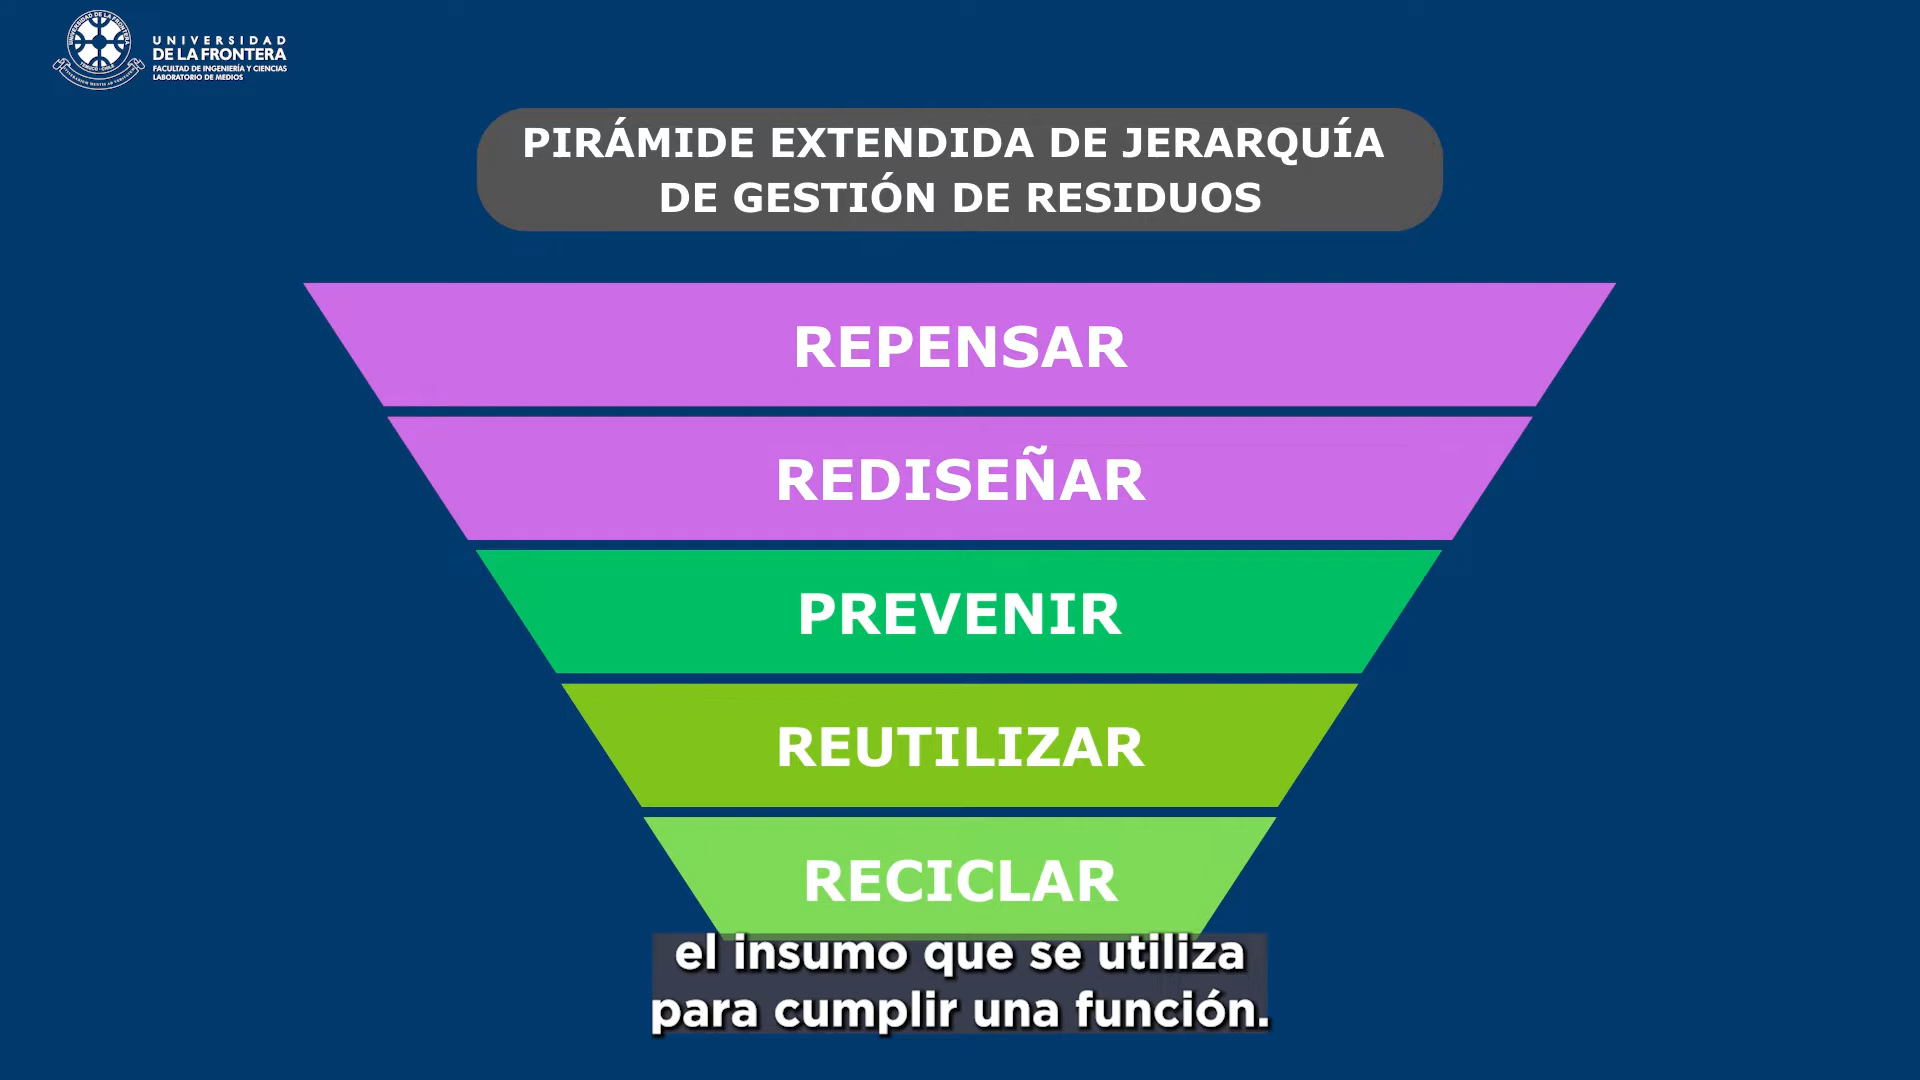 UNIVERSIDAD
DE LA FRONTERA
FACULTAD DE INGENIERÍA Y CIENCIAS
LABORATORIO DE MEDIOS
PIRÁMIDE EXTENDIDA DE JERARQUÍA
DE GESTIÓN DE RESIDUOS
REPENSAR
REDISEÑAR
PREVENIR
REUTILIZAR
RECICLAR
el insumo que se utiliza
para cumplir una función.